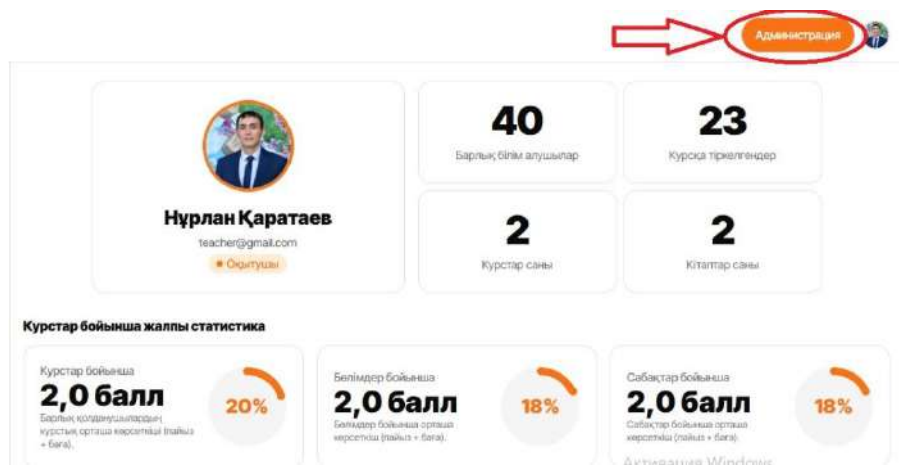 Администрация
40
Барлық білім алушылар
23
Курсқа тіркелгендер
Нұрлан Қаратаев
teacher@gmail.com
Оқытушы
2
Курстар саны
2
Кітаптар саны
Курстар бойынша жалпы статистика
Курстар бойынша
2,0 балл
Барлық қолданушылардың
курстық орташа көрсеткіші (пайыз
+ баға).
20%
Бөлімдер бойынша
2,0 балл
Бөлімдер бойынша орташа
көрсеткіш (пайыз + баға).
18%
Сабақтар бойынша
2,0 балл
Сабақтар бойынша орташа
көрсеткіш (пайыз + баға).
18%
Активация Windows